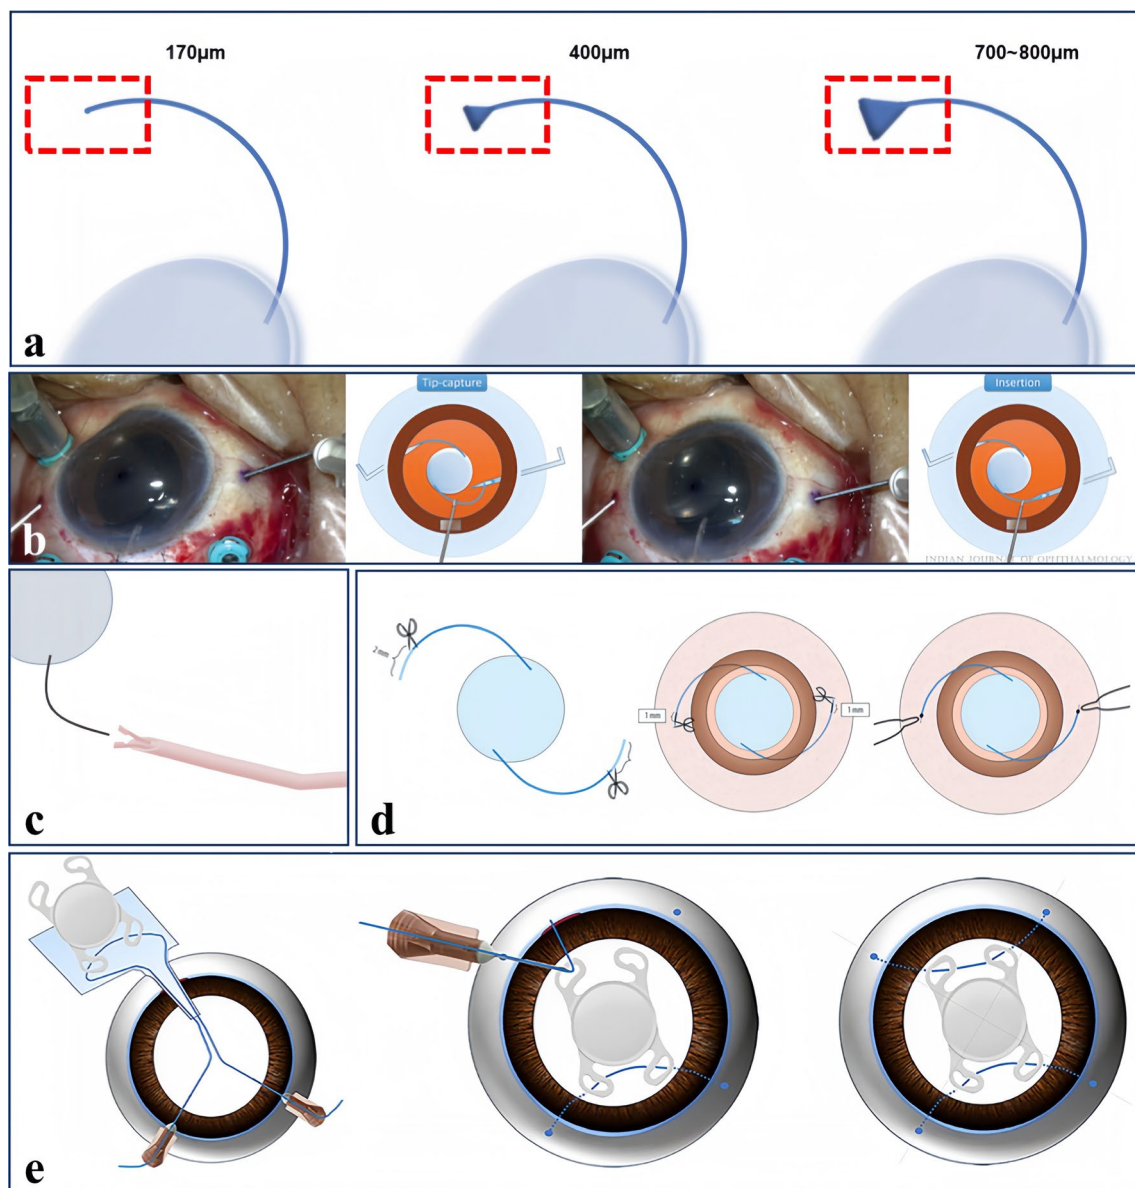 170μm
400μm
700~800μm
a
Tip-capture
Insertion
INDIAN JOURNAL OF OPHTHALMOLOGY
b
c
2 mm
1 mm
1 mm
d
e